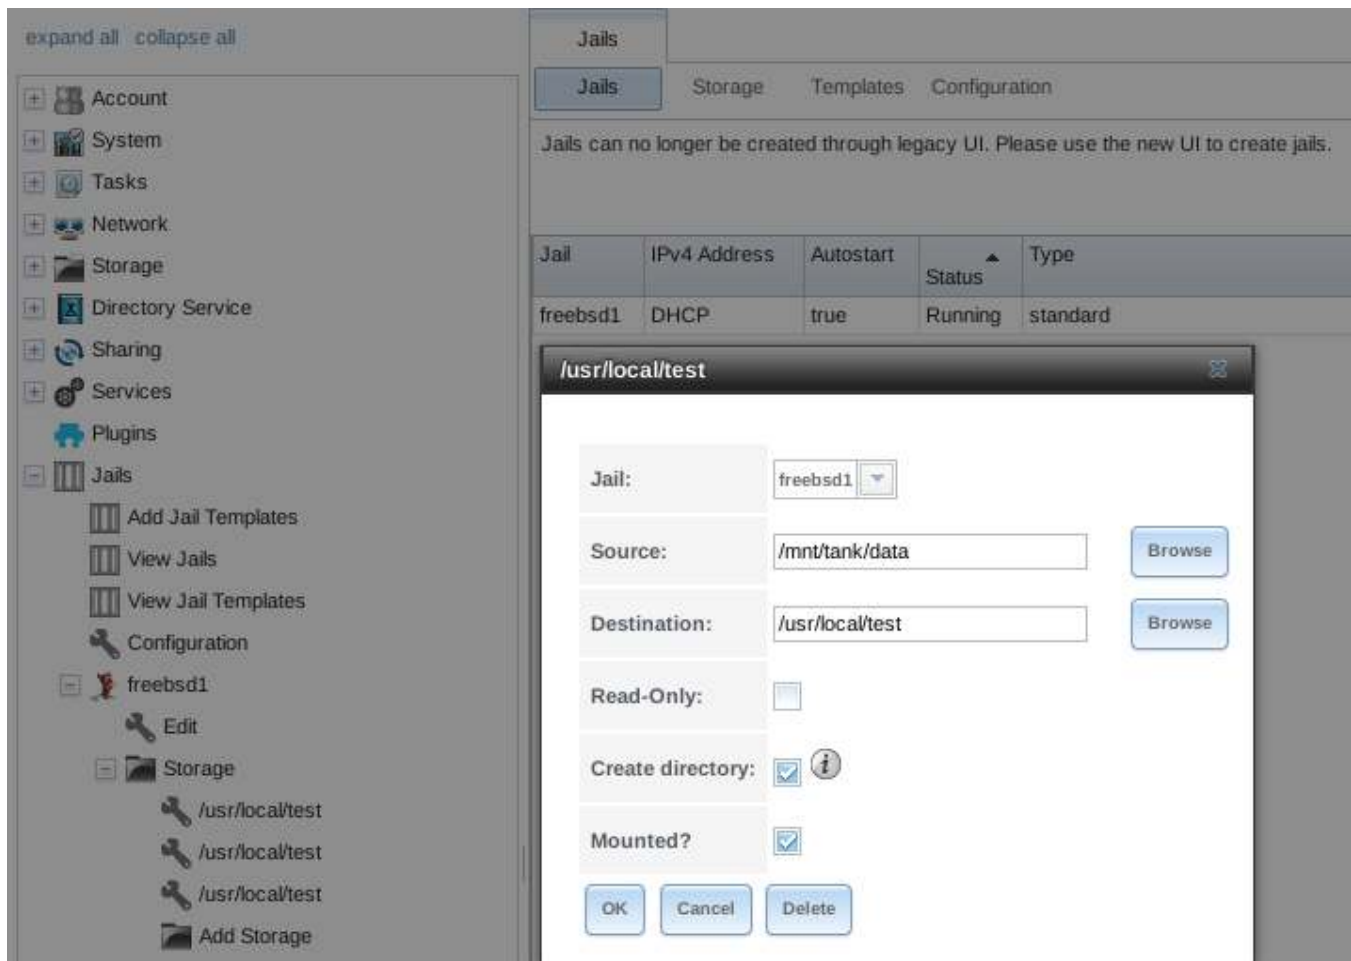 expand all collapse all
Account
System
Tasks
Network
Storage
Directory Service
Sharing
Services
Plugins
Jails
Add Jail Templates
View Jails
View Jail Templates
Configuration
freebsd1
Edit
Storage
/usr/local/test
/usr/local/test
/usr/local/test
Add Storage
Jails
Jails Storage Templates Configuration
Jails can no longer be created through legacy UI. Please use the new UI to create jails.
Jail IPv4 Address Autostart Status Type
freebsd1 DHCP true Running standard
/usr/local/test
Jail: freebsd1
Source: /mnt/tank/data Browse
Destination: /usr/local/test Browse
Read-Only:
Create directory: i
Mounted?
OK Cancel Delete